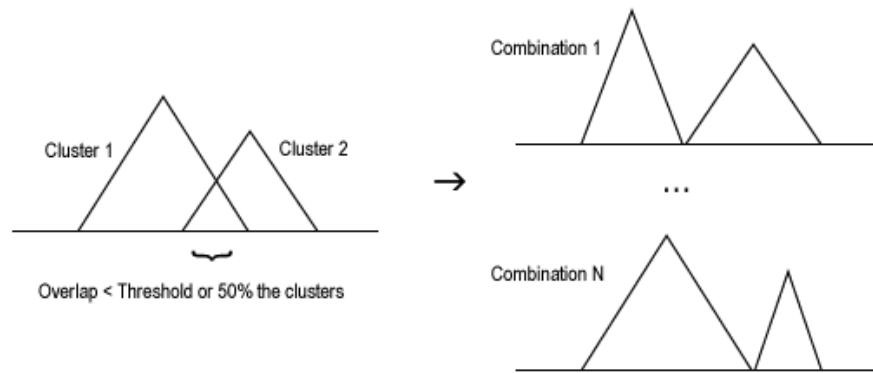 Cluster 1
Cluster 2
Overlap < Threshold or 50% the clusters
→
Combination 1
...
Combination N